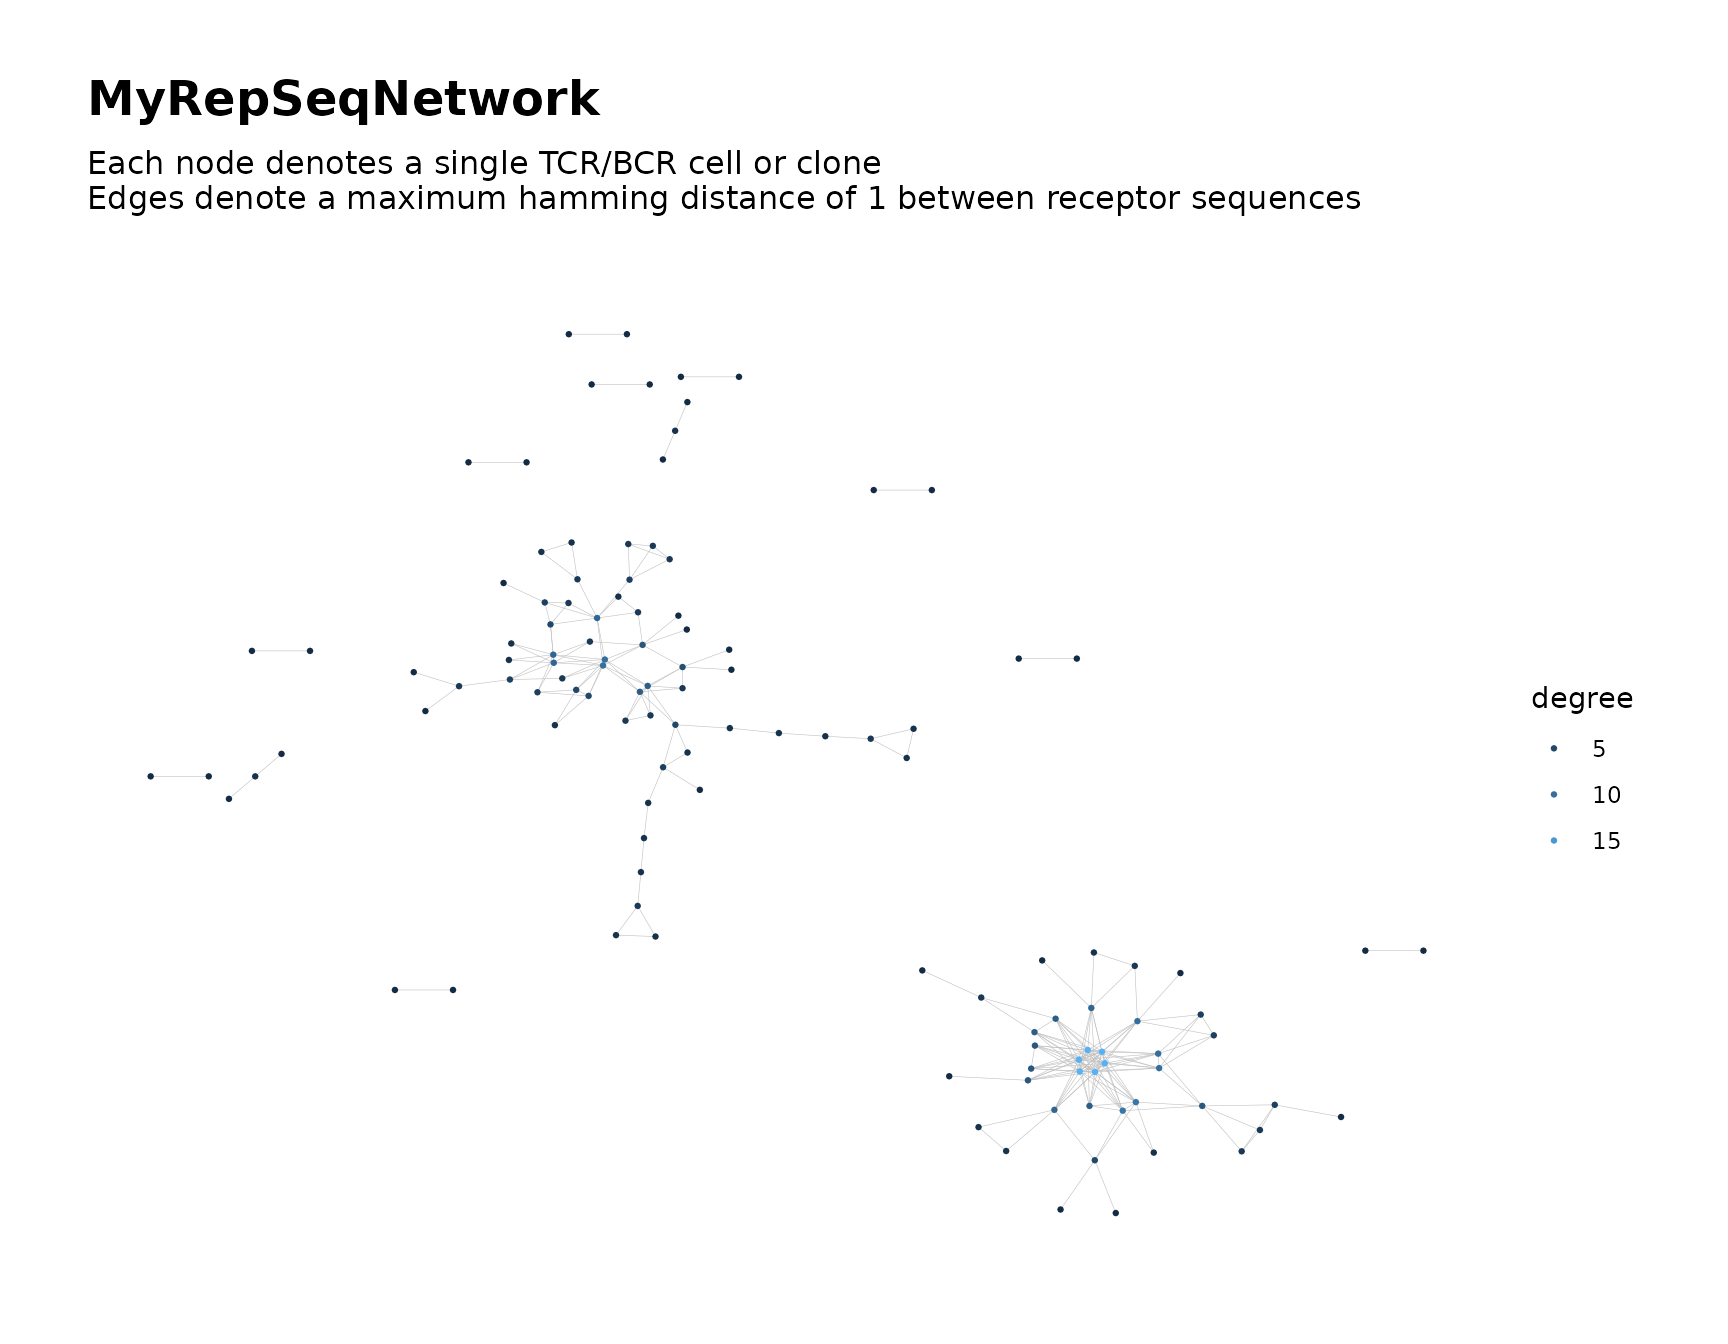 MyRepSeqNetwork
Each node denotes a single TCR/BCR cell or clone
Edges denote a maximum hamming distance of 1 between receptor sequences
degree
5
10
15